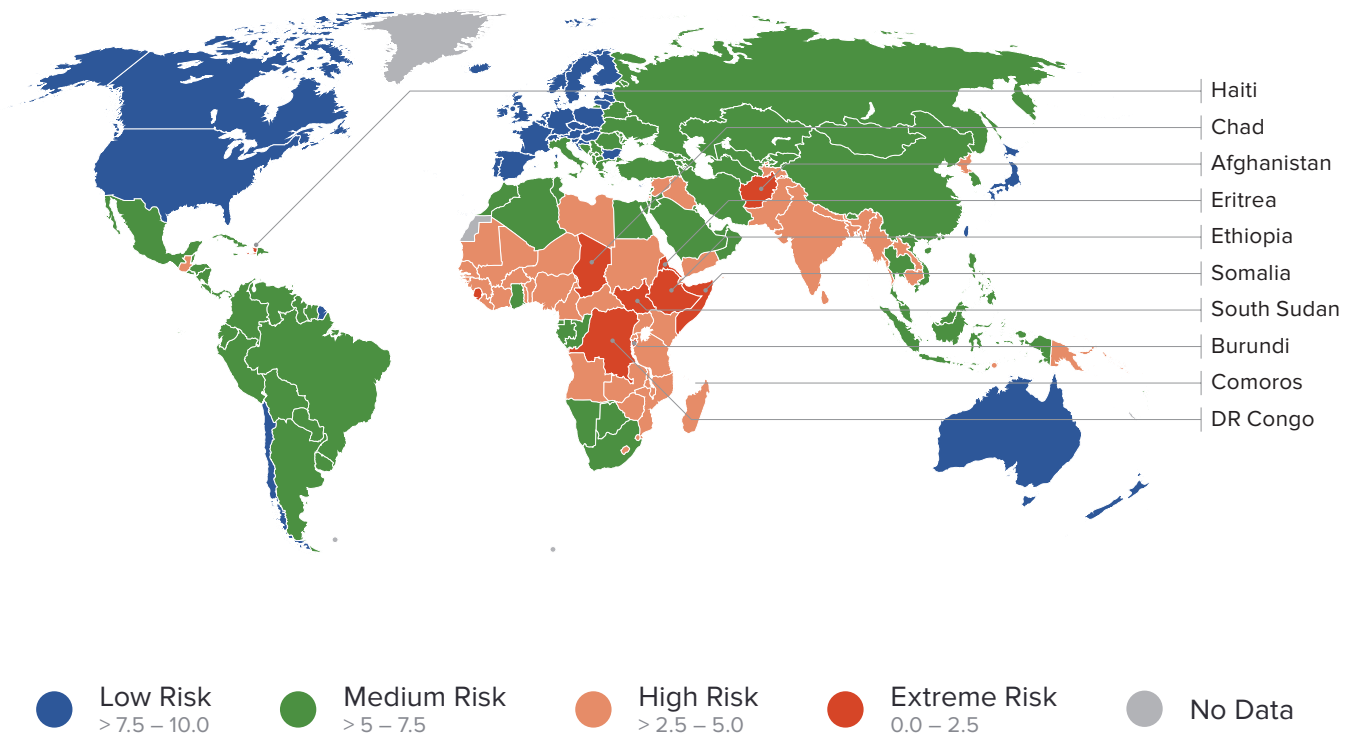 Haiti
Chad
Afghanistan
Eritrea
Ethiopia
Somalia
South Sudan
Burundi
Comoros
DR Congo
Low Risk
> 7.5 – 10.0
Medium Risk
> 5 – 7.5
High Risk
> 2.5 – 5.0
Extreme Risk
0.0 – 2.5
No Data